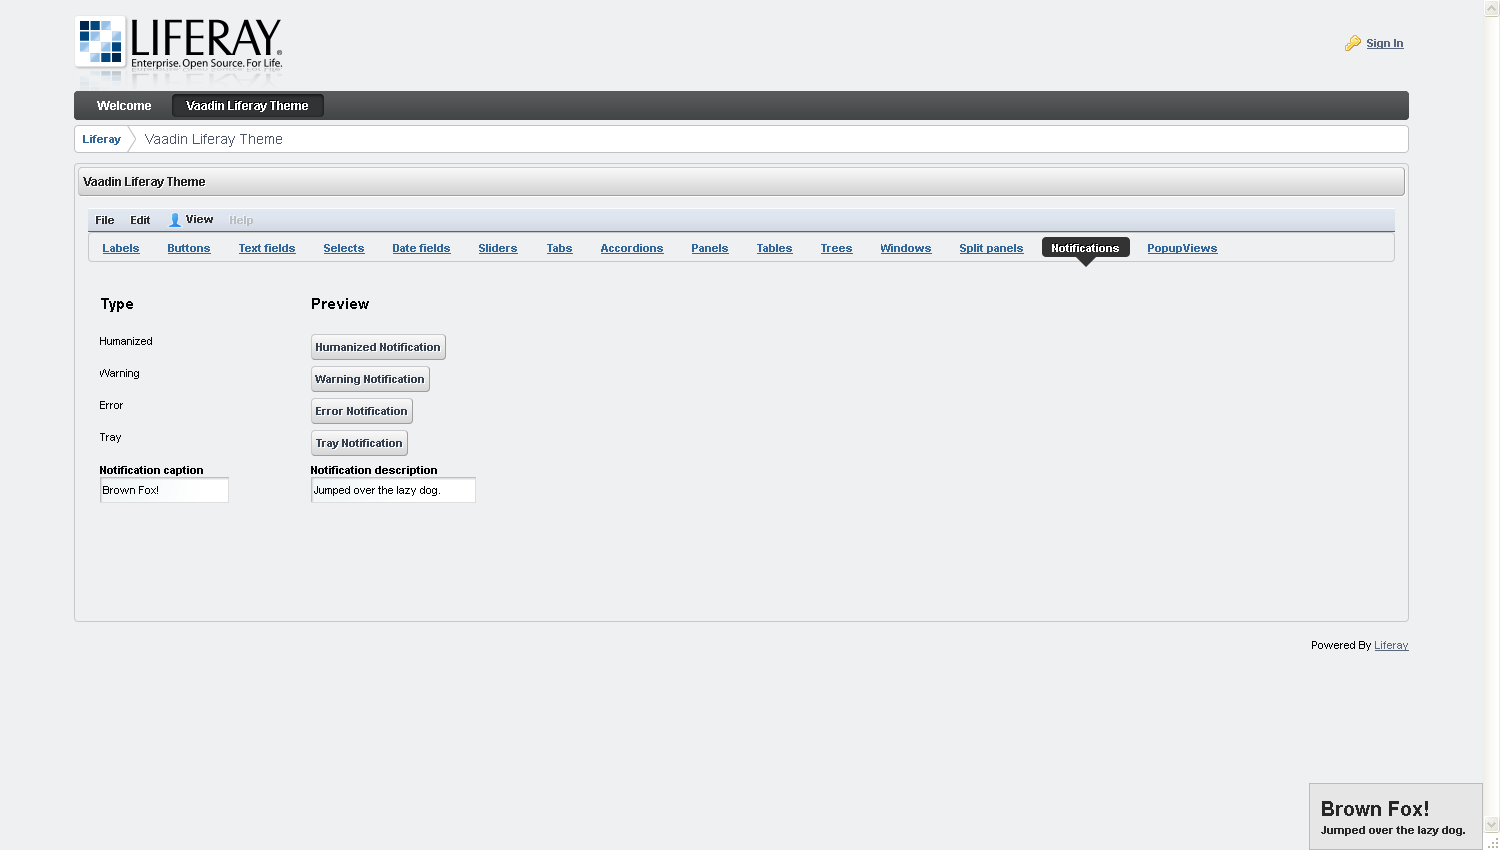 LIFERAY.
Enterprise. Open Source. For Life.
Sign In
Welcome Vaadin Liferay Theme
Liferay Vaadin Liferay Theme
Vaadin Liferay Theme
File Edit View Help
Labels Buttons Text fields Selects Date fields Sliders Tabs Accordions Panels Tables Trees Windows Split panels Notifications PopupViews
Type Preview
Humanized Humanized Notification
Warning Warning Notification
Error Error Notification
Tray Tray Notification
Notification caption Notification description
Brown Fox! Jumped over the lazy dog.
Powered By Liferay
Brown Fox!
Jumped over the lazy dog.